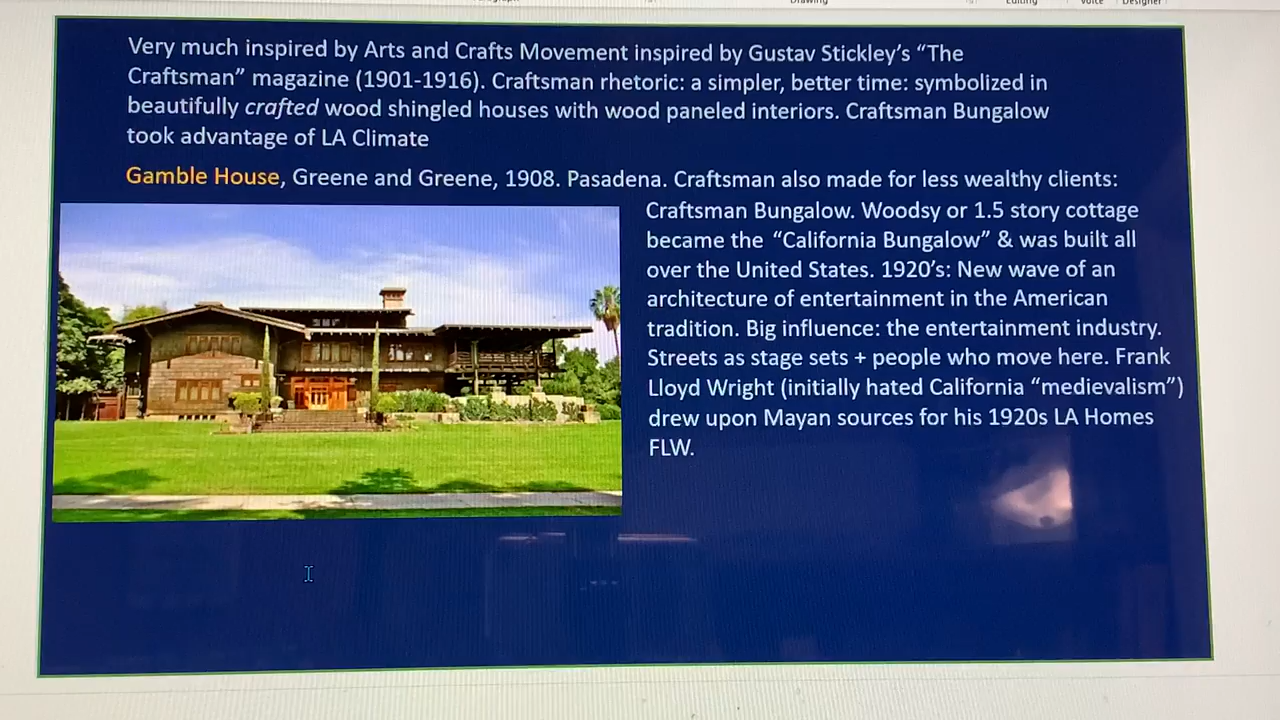 Very much inspired by Arts and Crafts Movement inspired by Gustav Stickley's "The
Craftsman" magazine (1901-1916). Craftsman rhetoric: a simpler, better time: symbolized in
beautifully crafted wood shingled houses with wood paneled interiors. Craftsman Bungalow
took advantage of LA Climate
Gamble House, Greene and Greene, 1908. Pasadena. Craftsman also made for less wealthy clients:
Craftsman Bungalow. Woodsy or 1.5 story cottage
became the "California Bungalow" & was built all
over the United States. 1920's: New wave of an
architecture of entertainment in the American
tradition. Big influence: the entertainment industry.
Streets as stage sets + people who move here. Frank
Lloyd Wright (initially hated California "medievalism")
drew upon Mayan sources for his 1920s LA Homes
FLW.